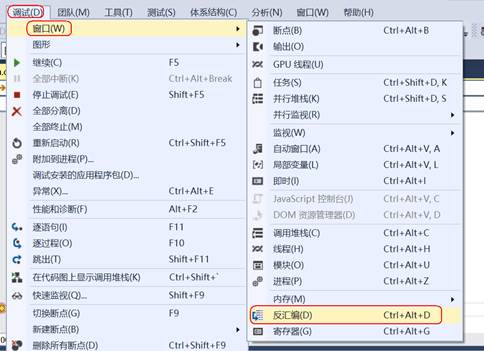 调试(D) 团队(M) 工具(T) 测试(S) 体系结构(C) 分析(N) 窗口(W) 帮助(H)
窗口(W)
图形
继续(C) F5
全部中断(K) Ctrl+Alt+Break
停止调试(E) Shift+F5
全部分离(D)
全部终止(M)
重新启动(R) Ctrl+Shift+F5
附加到进程(P)...
调试安装的应用程序包(D)...
异常(X)... Ctrl+Alt+E
性能和诊断(F) Alt+F2
逐语句(I) F11
逐过程(O) F10
跳出(T) Shift+F11
在代码图上显示调用堆栈(K) Ctrl+Shift+`
快速监视(Q)... Shift+F9
切换断点(G) F9
新建断点(B)
删除所有断点(D) Ctrl+Shift+F9
断点(B) Ctrl+Alt+B
输出(O)
GPU 线程(U)
任务(S) Ctrl+Shift+D, K
并行堆栈(K) Ctrl+Shift+D, S
并行监视(R)
监视(W)
自动窗口(A) Ctrl+Alt+V, A
局部变量(L) Ctrl+Alt+V, L
即时(I) Ctrl+Alt+I
JavaScript 控制台(J) Ctrl+Alt+V, C
DOM 资源管理器(D) Ctrl+Alt+V, D
调用堆栈(C) Ctrl+Alt+C
线程(H) Ctrl+Alt+H
模块(O) Ctrl+Alt+U
进程(P) Ctrl+Alt+Z
内存(M)
反汇编(D) Ctrl+Alt+D
寄存器(G) Ctrl+Alt+G